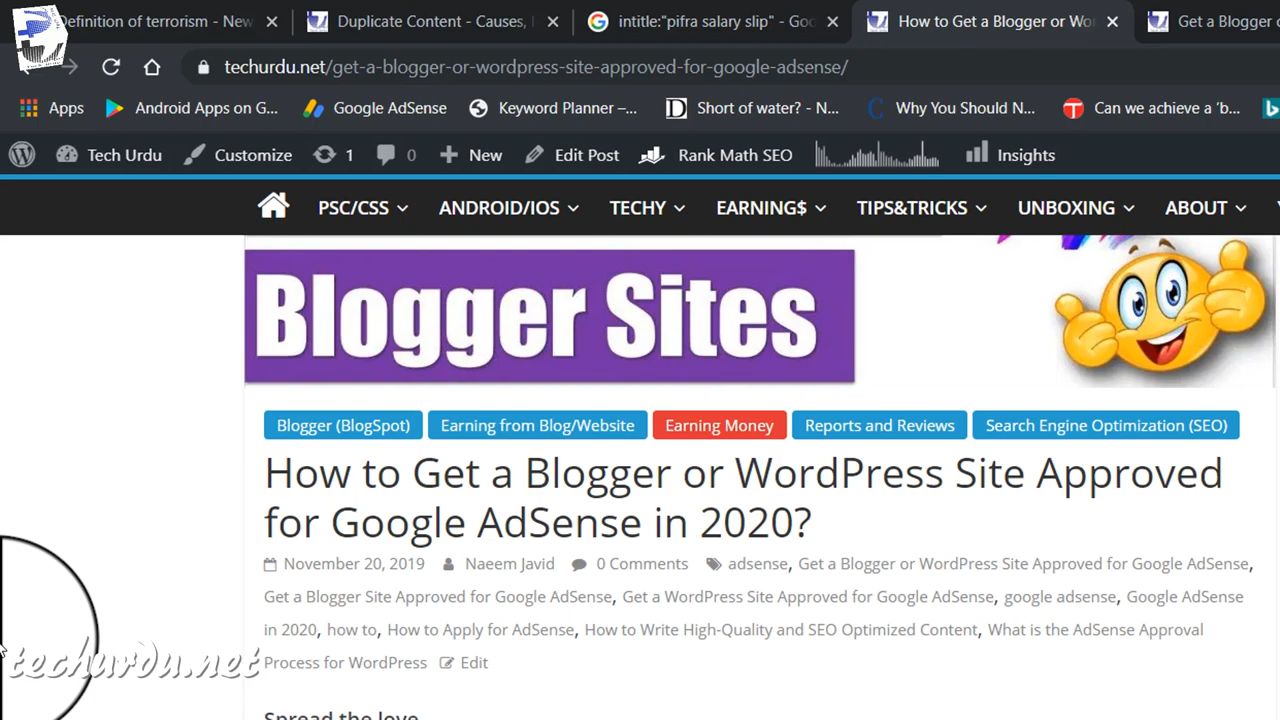 Definition of terrorism - New
Duplicate Content - Causes,
intitle:"pifra salary slip" - Goo
How to Get a Blogger or Wor
Get a Blogger
techurdu.net/get-a-blogger-or-wordpress-site-approved-for-google-adsense/
Apps
Android Apps on G...
Google AdSense
Keyword Planner –...
Short of water? - N...
Why You Should N...
Can we achieve a 'b...
Tech Urdu
Customize
1
0
New
Edit Post
Rank Math SEO
Insights
PSC/CSS
ANDROID/IOS
TECHY
EARNING$
TIPS&TRICKS
UNBOXING
ABOUT
Blogger Sites
Blogger (BlogSpot)
Earning from Blog/Website
Earning Money
Reports and Reviews
Search Engine Optimization (SEO)
How to Get a Blogger or WordPress Site Approved
for Google AdSense in 2020?
November 20, 2019 Naeem Javid 0 Comments adsense, Get a Blogger or WordPress Site Approved for Google AdSense,
Get a Blogger Site Approved for Google AdSense, Get a WordPress Site Approved for Google AdSense, google adsense, Google AdSense
in 2020, how to, How to Apply for AdSense, How to Write High-Quality and SEO Optimized Content, What is the AdSense Approval
Process for WordPress Edit
techurdu.net
Spread the love